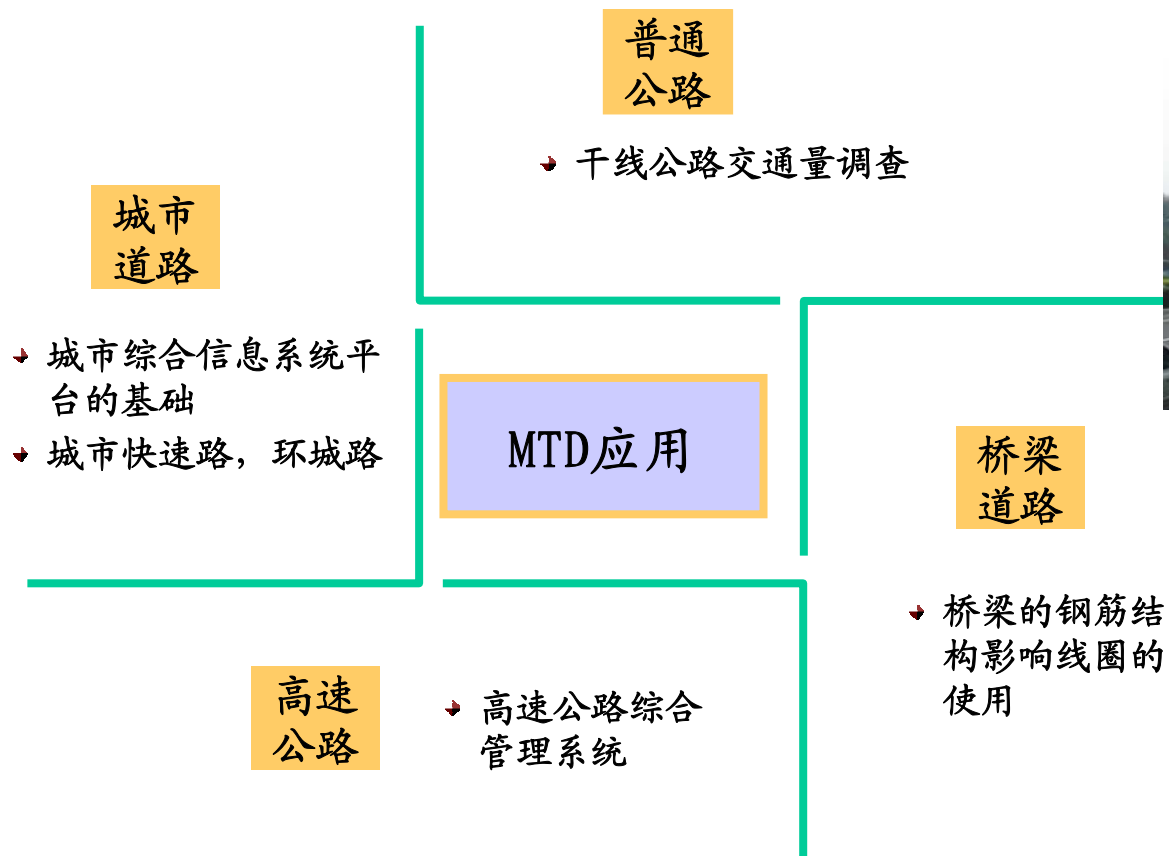 普通
公路
干线公路交通量调查
城市
道路
城市综合信息系统平
台的基础
城市快速路，环城路
MTD应用
桥梁
道路
桥梁的钢筋结
构影响线圈的
使用
高速
公路
高速公路综合
管理系统